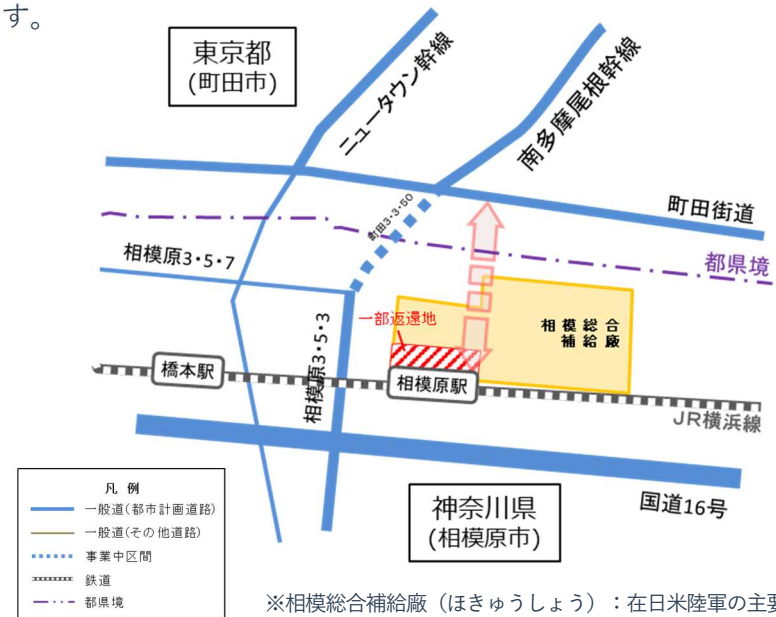 す。
東京都
(町田市)
ニュータウン幹線
南多摩尾根幹線
町田3・3・50
町田街道
都県境
相模原3・5・7
相模原3・5・3
一部返還地
相模総合
補給廠
橋本駅
相模原駅
JR横浜線
国道16号
神奈川県
(相模原市)
凡 例
一般道(都市計画道路)
一般道(その他道路)
事業中区間
鉄道
都県境
※相模総合補給廠（ほきゅうしょう）：在日米陸軍の主要